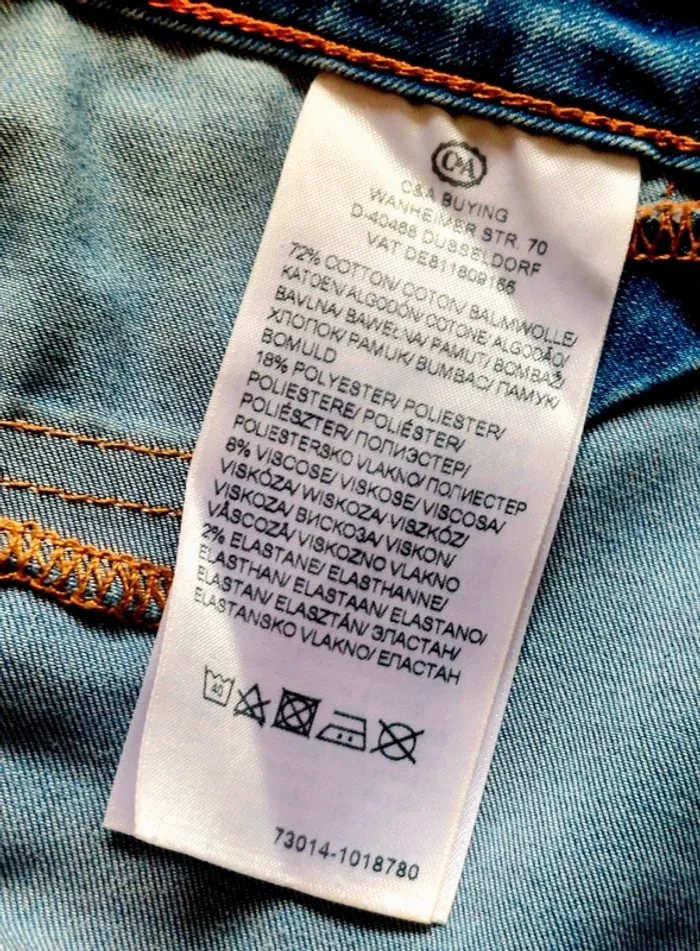 C&A
C&A BUYING
WANHEIMER STR. 70
D-40468 DUSSELDORF
VAT DE811809166
72% COTTON/ COTON/ BALMWOLLE/
KATOEN/ ALGODÓN/ COTONE/ ALGODÃO/
BAVLNA/ BAWEŁNA/ PAMUT/ BOMBAŽ/
ХЛОПОК/ PAMUK/ BUMBAC/ ПАМУК/
BOMULD
18% POLYESTER/ POLIESTER/
POLIESTERE/ POLIÉSTER/
POLIÉSZTER/ ПОЛИЭСТЕР/
POLIESTERSKO VLAKNO/ ПОЛИЕСТЕР
8% VISCOSE/ VISKOSE/ VISCOSA/
VISKÓZA/ WISKOZA/ VISZKÓZ/
VISKOZA/ ВИСКОЗА/ VISKON/
VÂSCOZĂ/ VISKOZNO VLAKNO
2% ELASTANE/ ELASTHANNE/
ELASTHAN/ ELASTAAN/ ELASTANO/
ELASTAN/ ELASZTÁN/ ЭЛАСТАН/
ELASTANSKO VLAKNO/ ЕЛАСТАН
40
73014-1018780